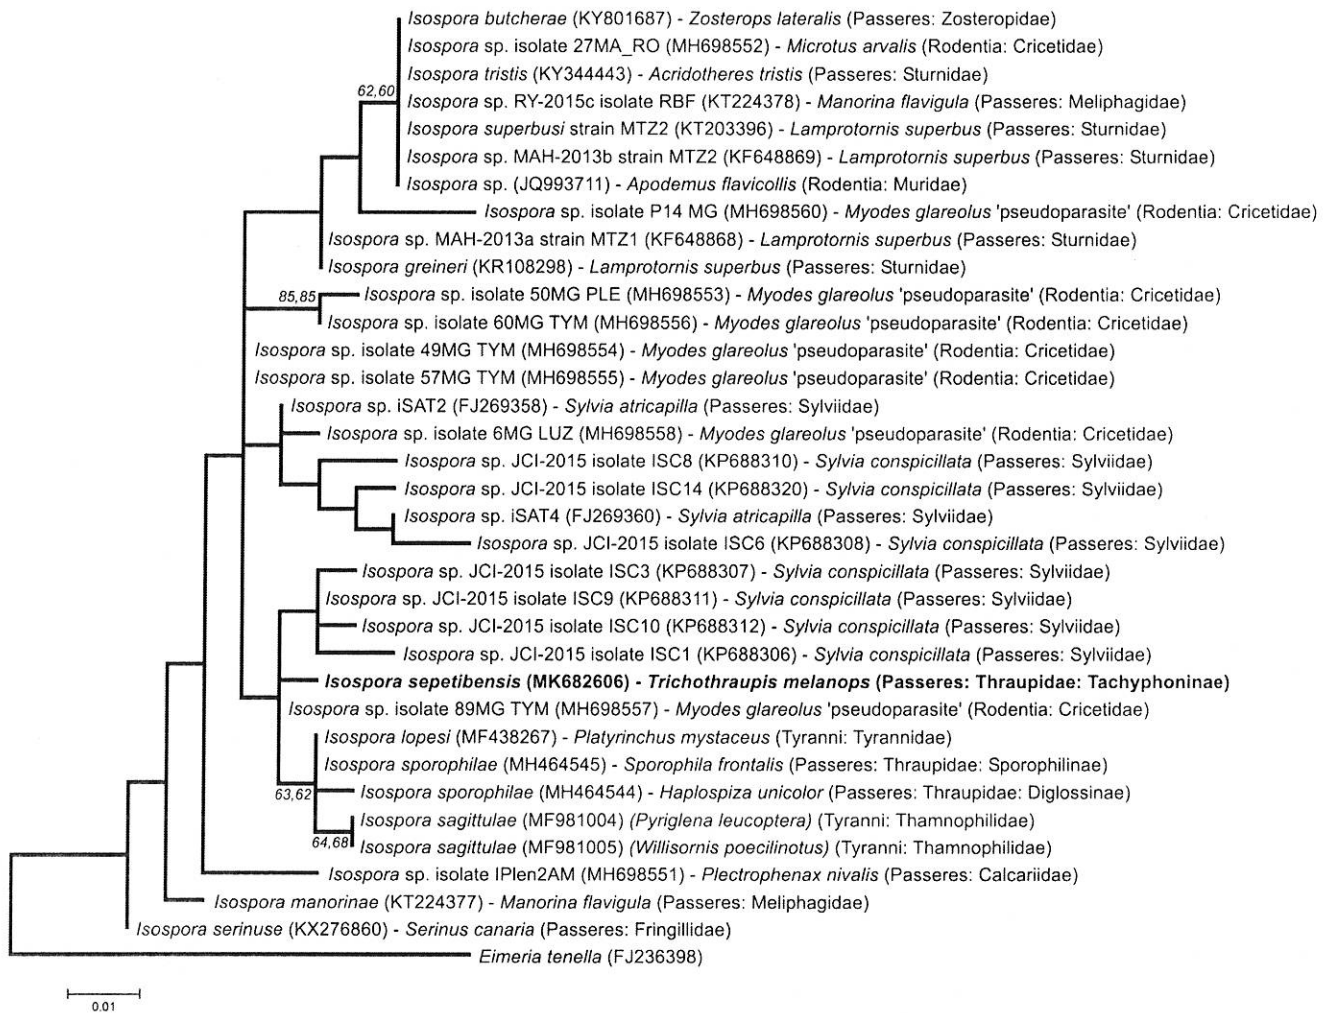 Isospora butcherae (KY801687) - Zosterops lateralis (Passeres: Zosteropidae)
Isospora sp. isolate 27MA_RO (MH698552) - Microtus arvalis (Rodentia: Cricetidae)
Isospora tristis (KY344443) - Acridotheres tristis (Passeres: Sturnidae)
62,60
Isospora sp. RY-2015c isolate RBF (KT224378) - Manorina flavigula (Passeres: Meliphagidae)
Isospora superbusi strain MTZ2 (KT203396) - Lamprotornis superbus (Passeres: Sturnidae)
Isospora sp. MAH-2013b strain MTZ2 (KF648869) - Lamprotornis superbus (Passeres: Sturnidae)
Isospora sp. (JQ993711) - Apodemus flavicollis (Rodentia: Muridae)
Isospora sp. isolate P14 MG (MH698560) - Myodes glareolus 'pseudoparasite' (Rodentia: Cricetidae)
Isospora sp. MAH-2013a strain MTZ1 (KF648868) - Lamprotornis superbus (Passeres: Sturnidae)
Isospora greineri (KR108298) - Lamprotornis superbus (Passeres: Sturnidae)
85,85
Isospora sp. isolate 50MG PLE (MH698553) - Myodes glareolus 'pseudoparasite' (Rodentia: Cricetidae)
Isospora sp. isolate 60MG TYM (MH698556) - Myodes glareolus 'pseudoparasite' (Rodentia: Cricetidae)
Isospora sp. isolate 49MG TYM (MH698554) - Myodes glareolus 'pseudoparasite' (Rodentia: Cricetidae)
Isospora sp. isolate 57MG TYM (MH698555) - Myodes glareolus 'pseudoparasite' (Rodentia: Cricetidae)
Isospora sp. iSAT2 (FJ269358) - Sylvia atricapilla (Passeres: Sylviidae)
Isospora sp. isolate 6MG LUZ (MH698558) - Myodes glareolus 'pseudoparasite' (Rodentia: Cricetidae)
Isospora sp. JCI-2015 isolate ISC8 (KP688310) - Sylvia conspicillata (Passeres: Sylviidae)
Isospora sp. JCI-2015 isolate ISC14 (KP688320) - Sylvia conspicillata (Passeres: Sylviidae)
Isospora sp. iSAT4 (FJ269360) - Sylvia atricapilla (Passeres: Sylviidae)
Isospora sp. JCI-2015 isolate ISC6 (KP688308) - Sylvia conspicillata (Passeres: Sylviidae)
Isospora sp. JCI-2015 isolate ISC3 (KP688307) - Sylvia conspicillata (Passeres: Sylviidae)
Isospora sp. JCI-2015 isolate ISC9 (KP688311) - Sylvia conspicillata (Passeres: Sylviidae)
Isospora sp. JCI-2015 isolate ISC10 (KP688312) - Sylvia conspicillata (Passeres: Sylviidae)
Isospora sp. JCI-2015 isolate ISC1 (KP688306) - Sylvia conspicillata (Passeres: Sylviidae)
Isospora sepetibensis (MK682606) - Trichothraupis melanops (Passeres: Thraupidae: Tachyphoninae)
Isospora sp. isolate 89MG TYM (MH698557) - Myodes glareolus 'pseudoparasite' (Rodentia: Cricetidae)
Isospora lopesi (MF438267) - Platyrinchus mystaceus (Tyranni: Tyrannidae)
Isospora sporophilae (MH464545) - Sporophila frontalis (Passeres: Thraupidae: Sporophilinae)
63,62
Isospora sporophilae (MH464544) - Haplospiza unicolor (Passeres: Thraupidae: Diglossinae)
Isospora sagittulae (MF981004) (Pyriglena leucoptera) (Tyranni: Thamnophilidae)
64,68
Isospora sagittulae (MF981005) (Willisornis poecilinotus) (Tyranni: Thamnophilidae)
Isospora sp. isolate IPlen2AM (MH698551) - Plectrophenax nivalis (Passeres: Calcariidae)
Isospora manorinae (KT224377) - Manorina flavigula (Passeres: Meliphagidae)
Isospora serinuse (KX276860) - Serinus canaria (Passeres: Fringillidae)
Eimeria tenella (FJ236398)
0.01